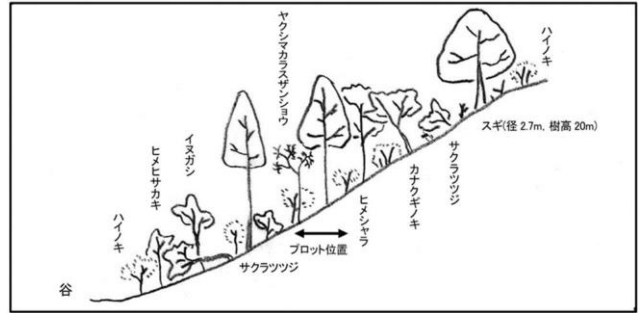 ハイノキ
ヒメヒサカキ
イヌガシ
ヤクシマカラスザンショウ
サクラツツジ
プロット位置
ヒメシャラ
カナクギノキ
サクラツツジ
スギ(径 2.7m, 樹高 20m)
ハイノキ
谷